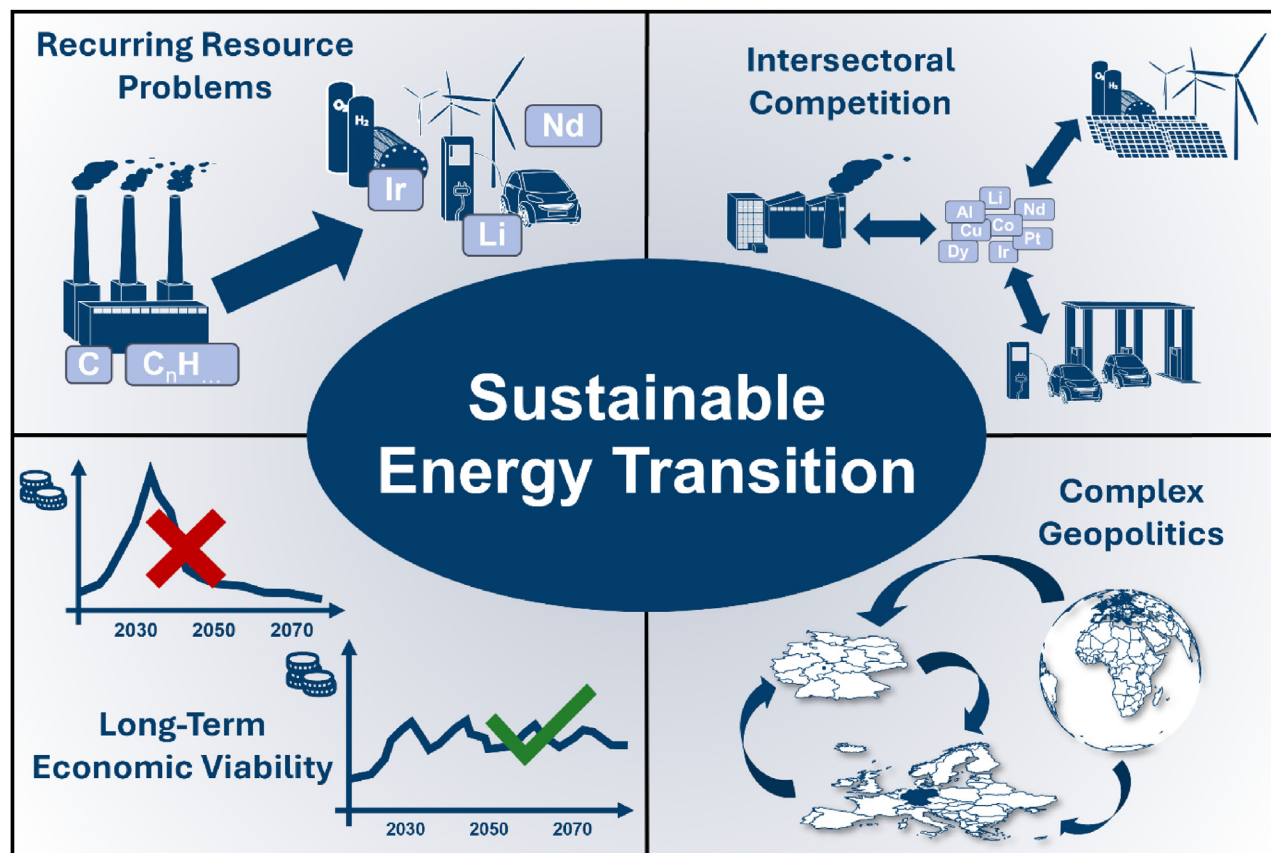 Recurring Resource
Problems
O₂
H₂
Nd
Ir
Li
C
CₙH...
Intersectoral
Competition
Li
Al
Nd
Cu
Co
Pt
Dy
Ir
Sustainable
Energy Transition
2030 2050 2070
Long-Term
Economic Viability
2030 2050 2070
Complex
Geopolitics